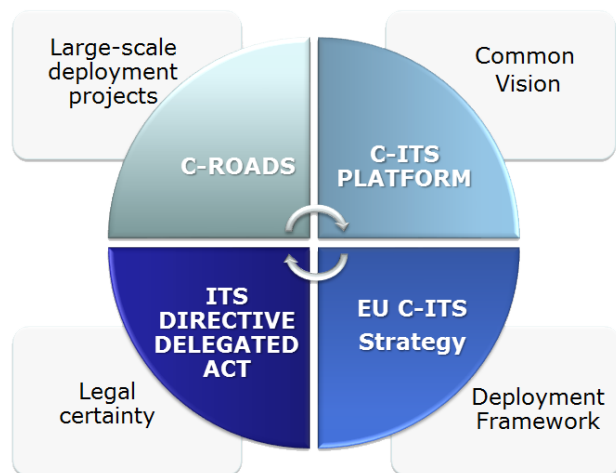 Large-scale
deployment
projects
Common
Vision
C-ROADS
C-ITS
PLATFORM
ITS
DIRECTIVE
DELEGATED
ACT
EU C-ITS
Strategy
Legal
certainty
Deployment
Framework